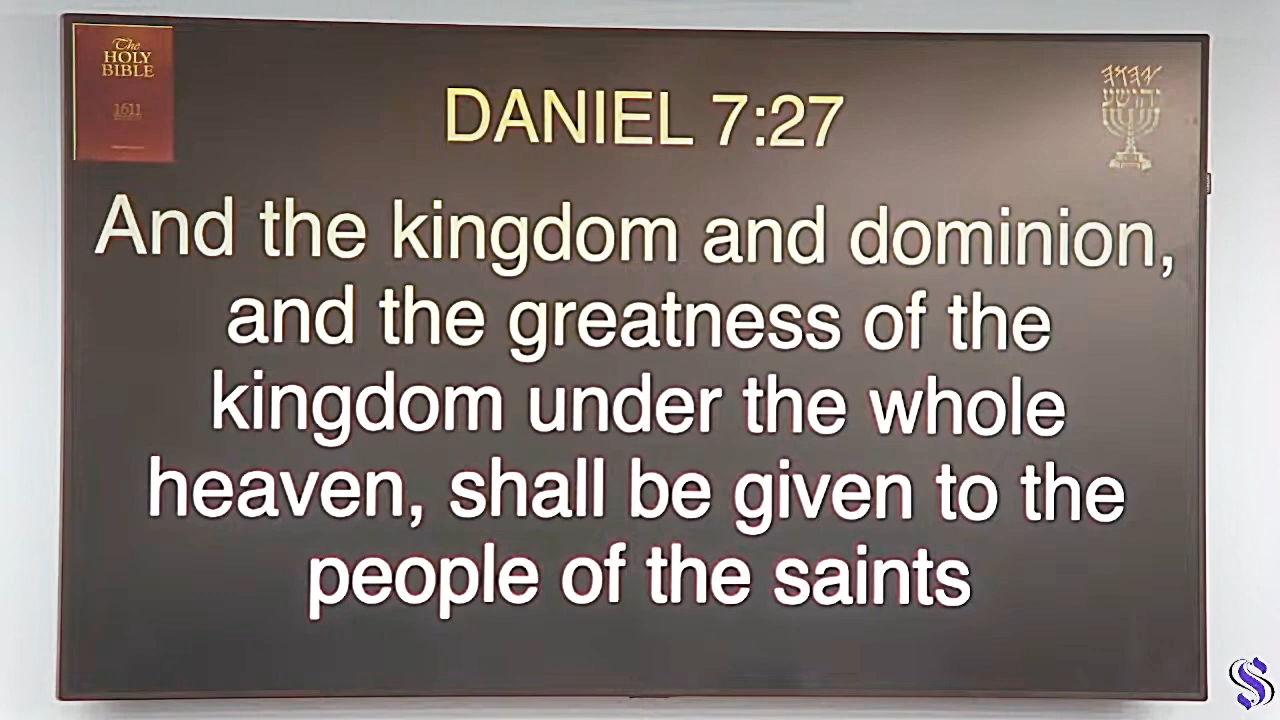 The
HOLY
BIBLE
1611
DANIEL 7:27
יהושע
And the kingdom and dominion,
and the greatness of the
kingdom under the whole
heaven, shall be given to the
people of the saints
S